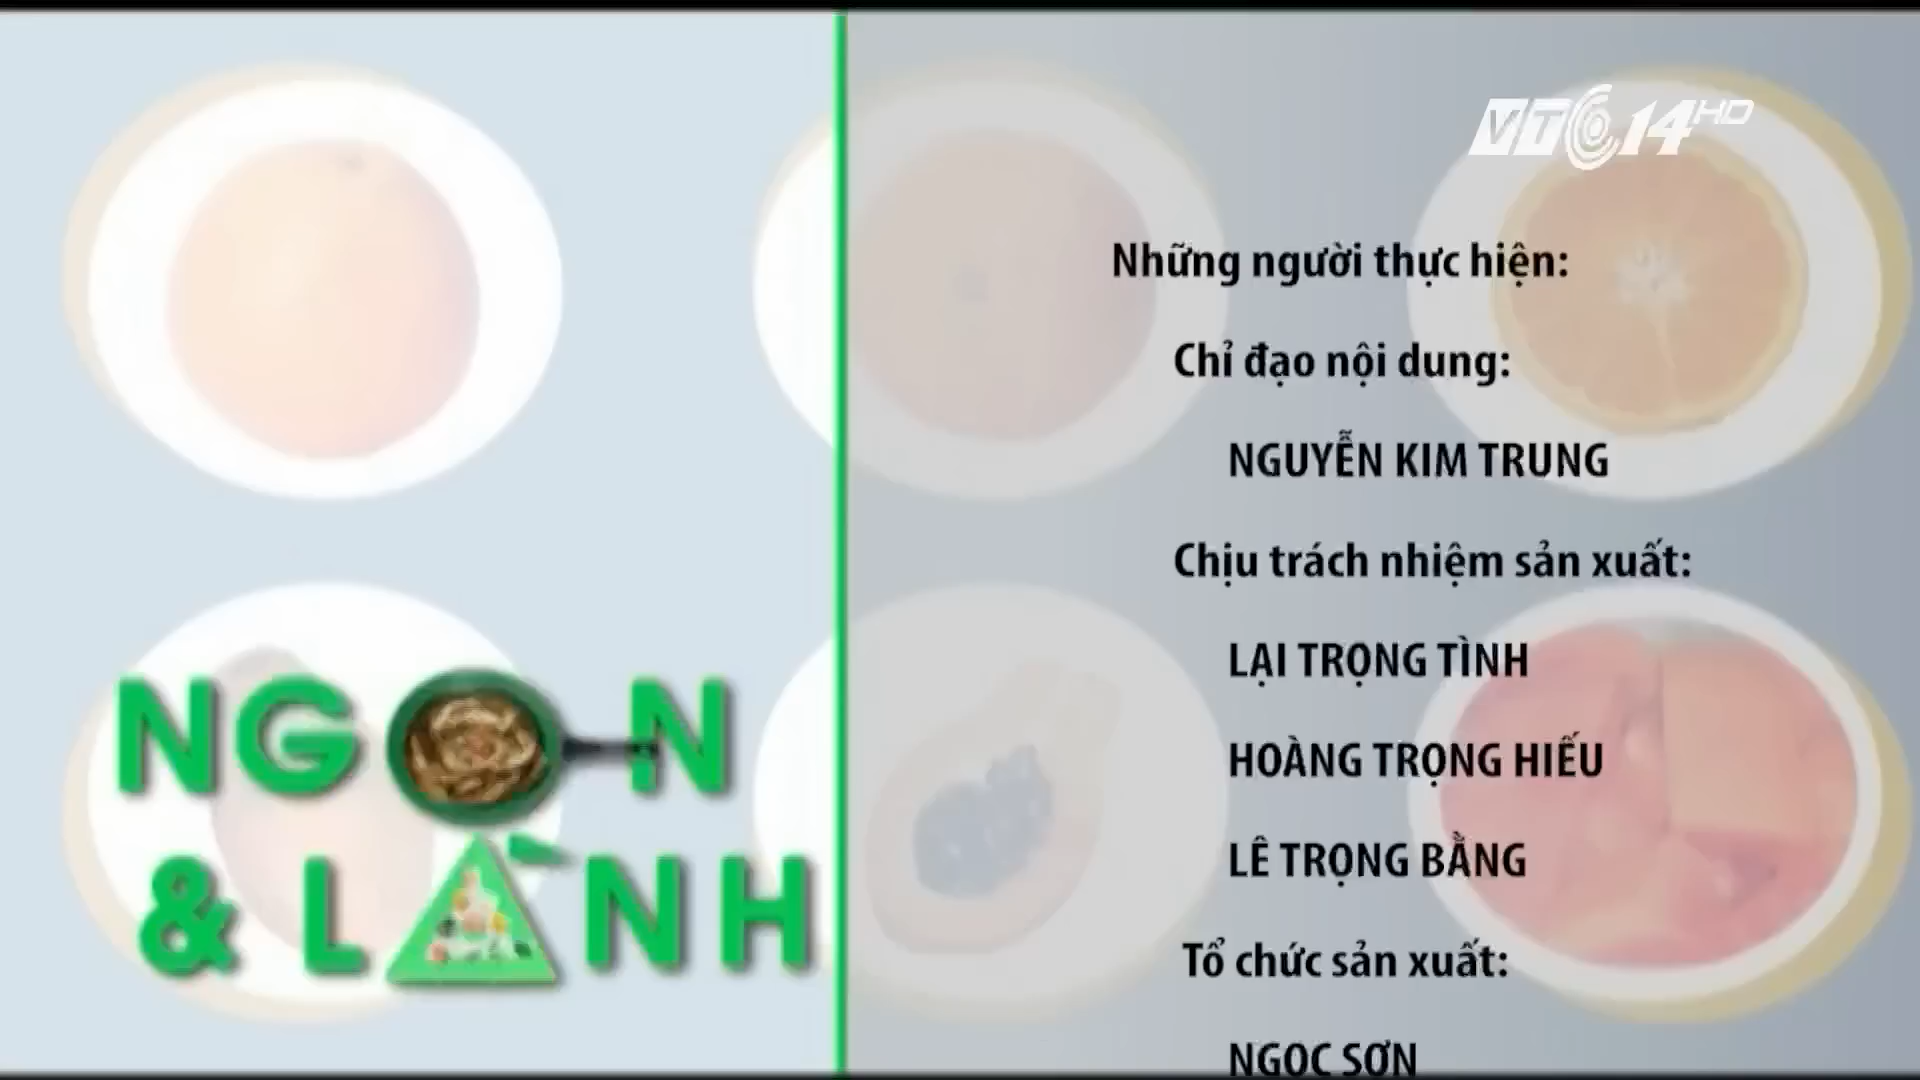 VTC14 HD
Những người thực hiện:
Chỉ đạo nội dung:
NGUYỄN KIM TRUNG
Chịu trách nhiệm sản xuất:
LẠI TRỌNG TÌNH
HOÀNG TRỌNG HIẾU
LÊ TRỌNG BẰNG
Tổ chức sản xuất:
NGỌC SƠN
NGON
& LÀNH